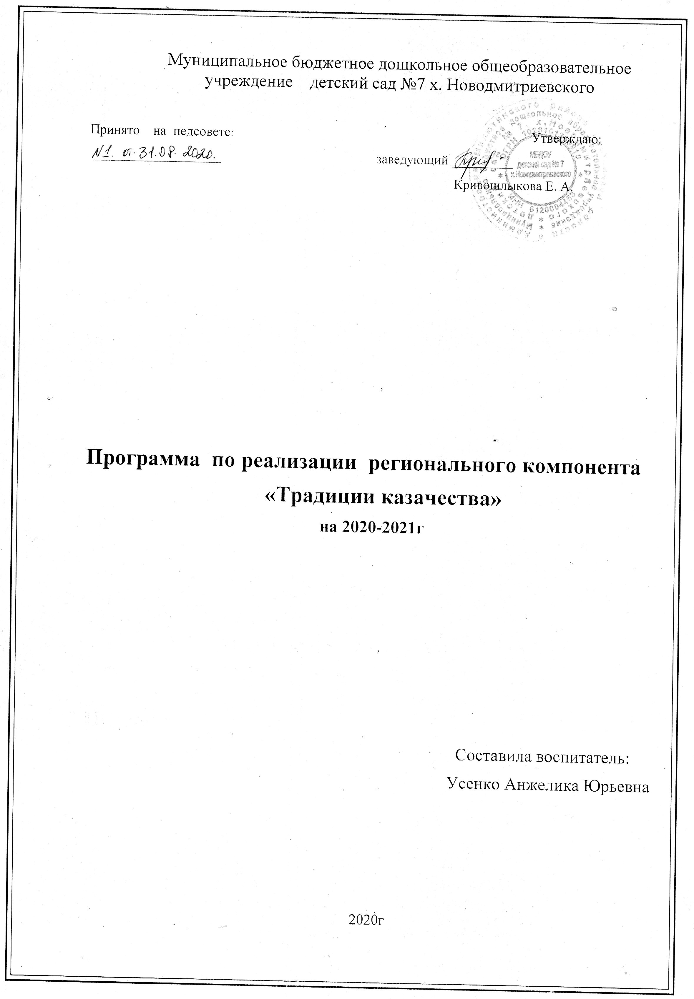 Муниципальное бюджетное дошкольное общеобразовательное
учреждение детский сад №7 х. Новодмитриевского
Принято на педсовете:
N1. от 31.08. 2020.
Утверждаю:
заведующий
Кривошлыкова Е. А.
МБДОУ
детский сад № 7
х.Новодмитриевского
Программа по реализации регионального компонента
«Традиции казачества»
на 2020-2021г
Составила воспитатель:
Усенко Анжелика Юрьевна
2020г